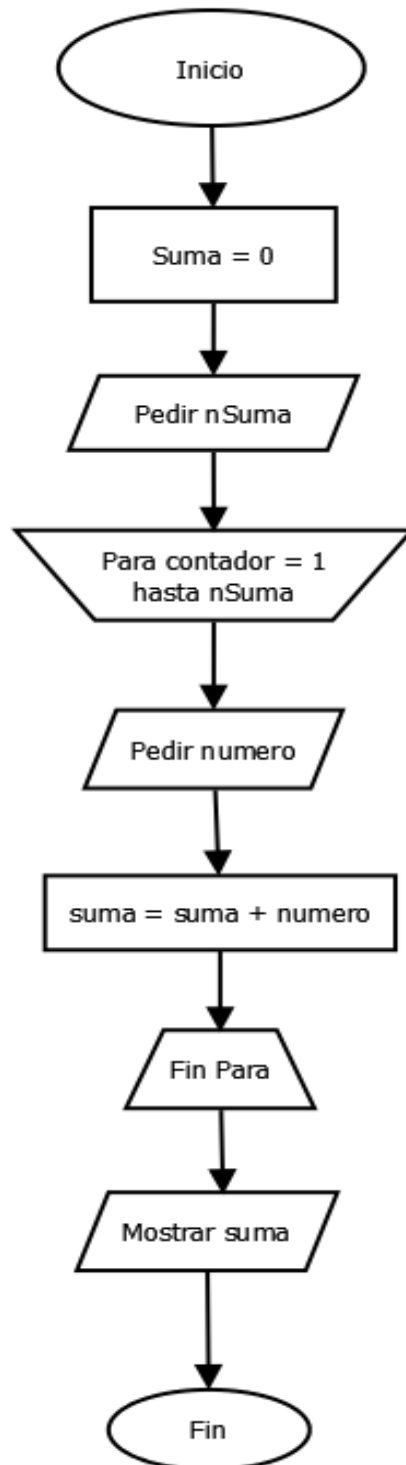 Inicio
Suma = 0
Pedir nSuma
Para contador = 1
hasta nSuma
Pedir numero
suma = suma + numero
Fin Para
Mostrar suma
Fin